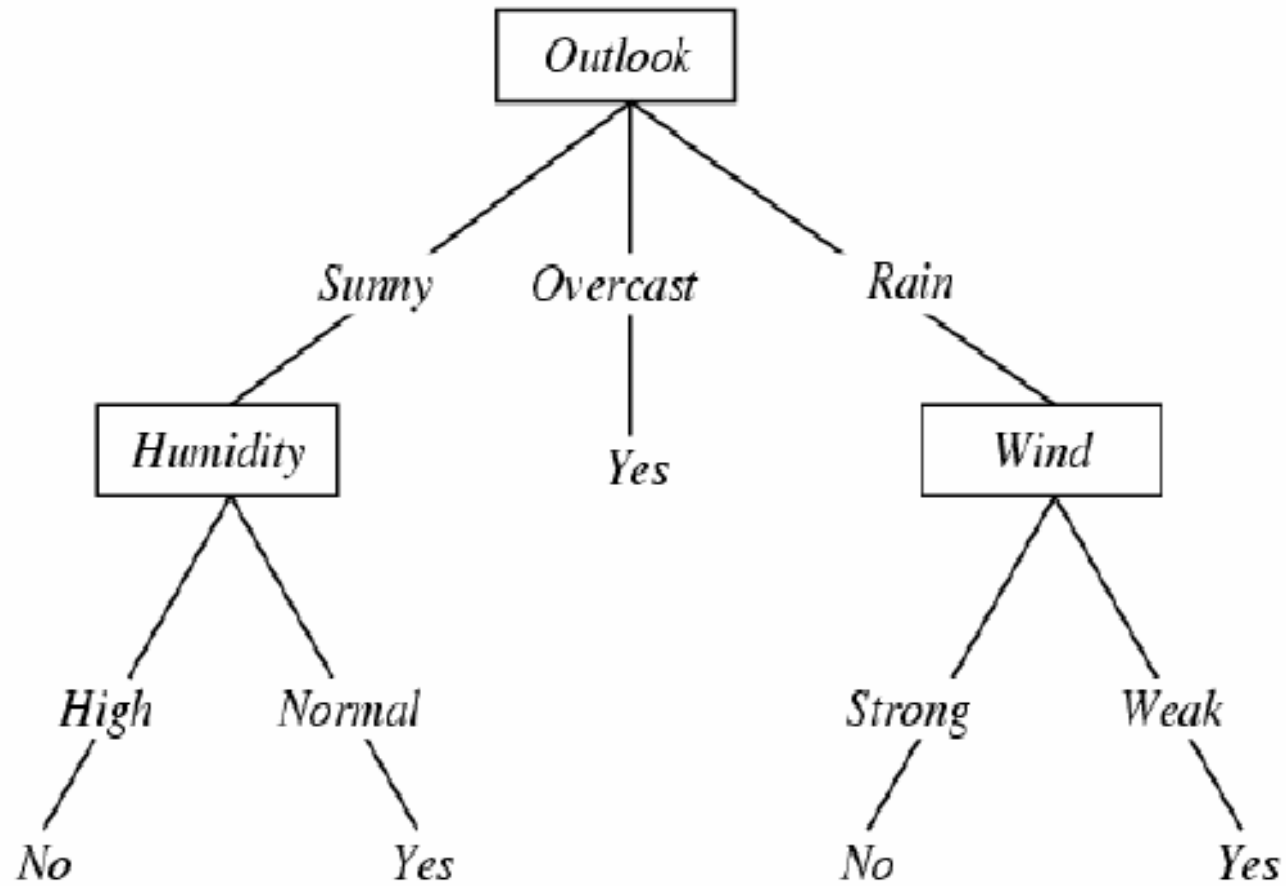 Outlook
Sunny Overcast Rain
Humidity Yes Wind
High Normal Strong Weak
No Yes No Yes